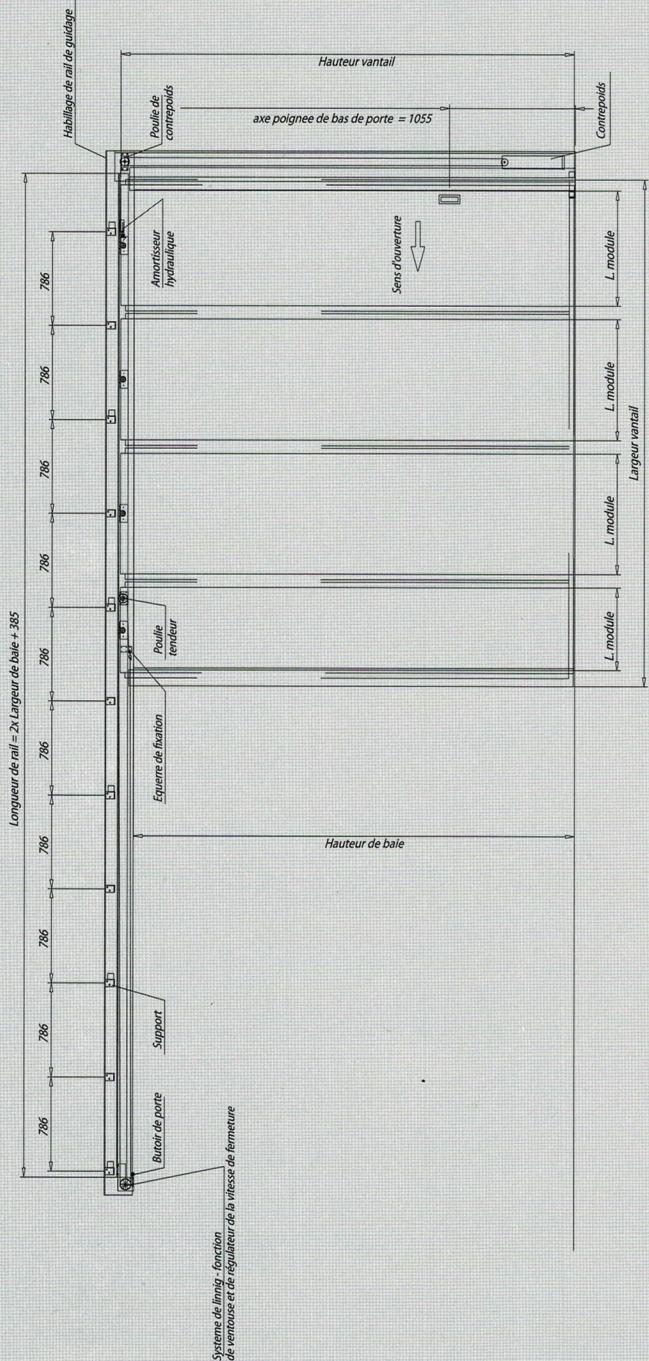 Habillage de rail de guidage
Hauteur vantail
Poulie de
contrepoids
axe poignee de bas de porte = 1055
Contrepoids
Amortisseur
hydraulique
Sens d'ouverture
L. module
L. module
L. module
L. module
Largeur vantail
Longueur de rail = 2x Largeur de baie + 385
786
786
786
786
786
786
786
786
786
786
Poulie
tendeur
Equerre de fixation
Hauteur de baie
Support
Butoir de porte
Systeme de linnig - fonction
de ventouse et de régulateur de la vitesse de fermeture